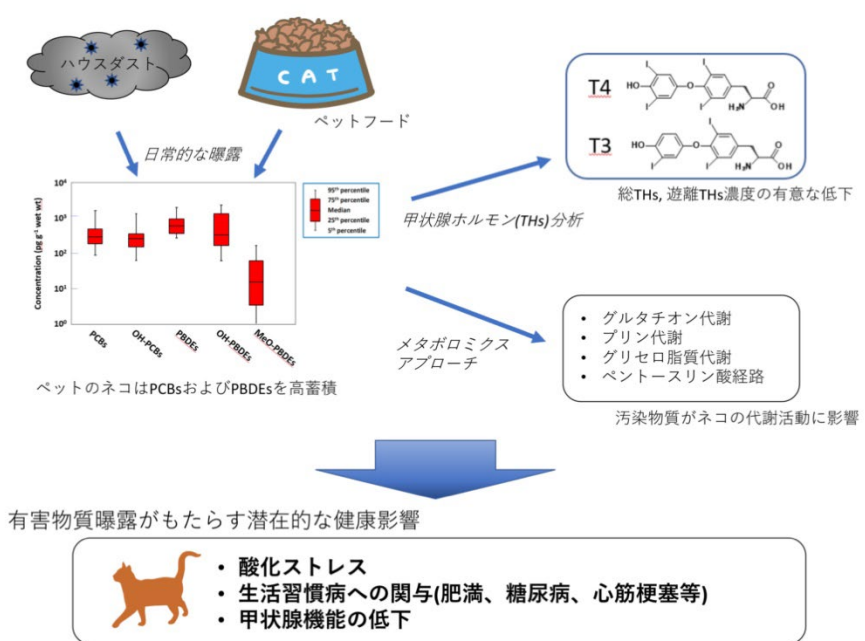 ハウスダスト
CAT
ペットフード
日常的な曝露
Concentration (pg g⁻¹ wet wt)
10⁴
10³
10²
10¹
10⁰
PCBs
OH-PCBs
PBDEs
OH-PBDEs
MeO-PBDEs
95th percentile
75th percentile
Median
25th percentile
5th percentile
ペットのネコはPCBsおよびPBDEsを高蓄積
甲状腺ホルモン(THs)分析
T4
HO
I
I
O
I
I
H₂N
O
OH
T3
HO
I
O
I
I
H₂N
O
OH
総THs, 遊離THs濃度の有意な低下
メタボロミクス
アプローチ
• グルタチオン代謝
• プリン代謝
• グリセロ脂質代謝
• ペントースリン酸経路
汚染物質がネコの代謝活動に影響
有害物質曝露がもたらす潜在的な健康影響
• 酸化ストレス
• 生活習慣病への関与(肥満、糖尿病、心筋梗塞等)
• 甲状腺機能の低下